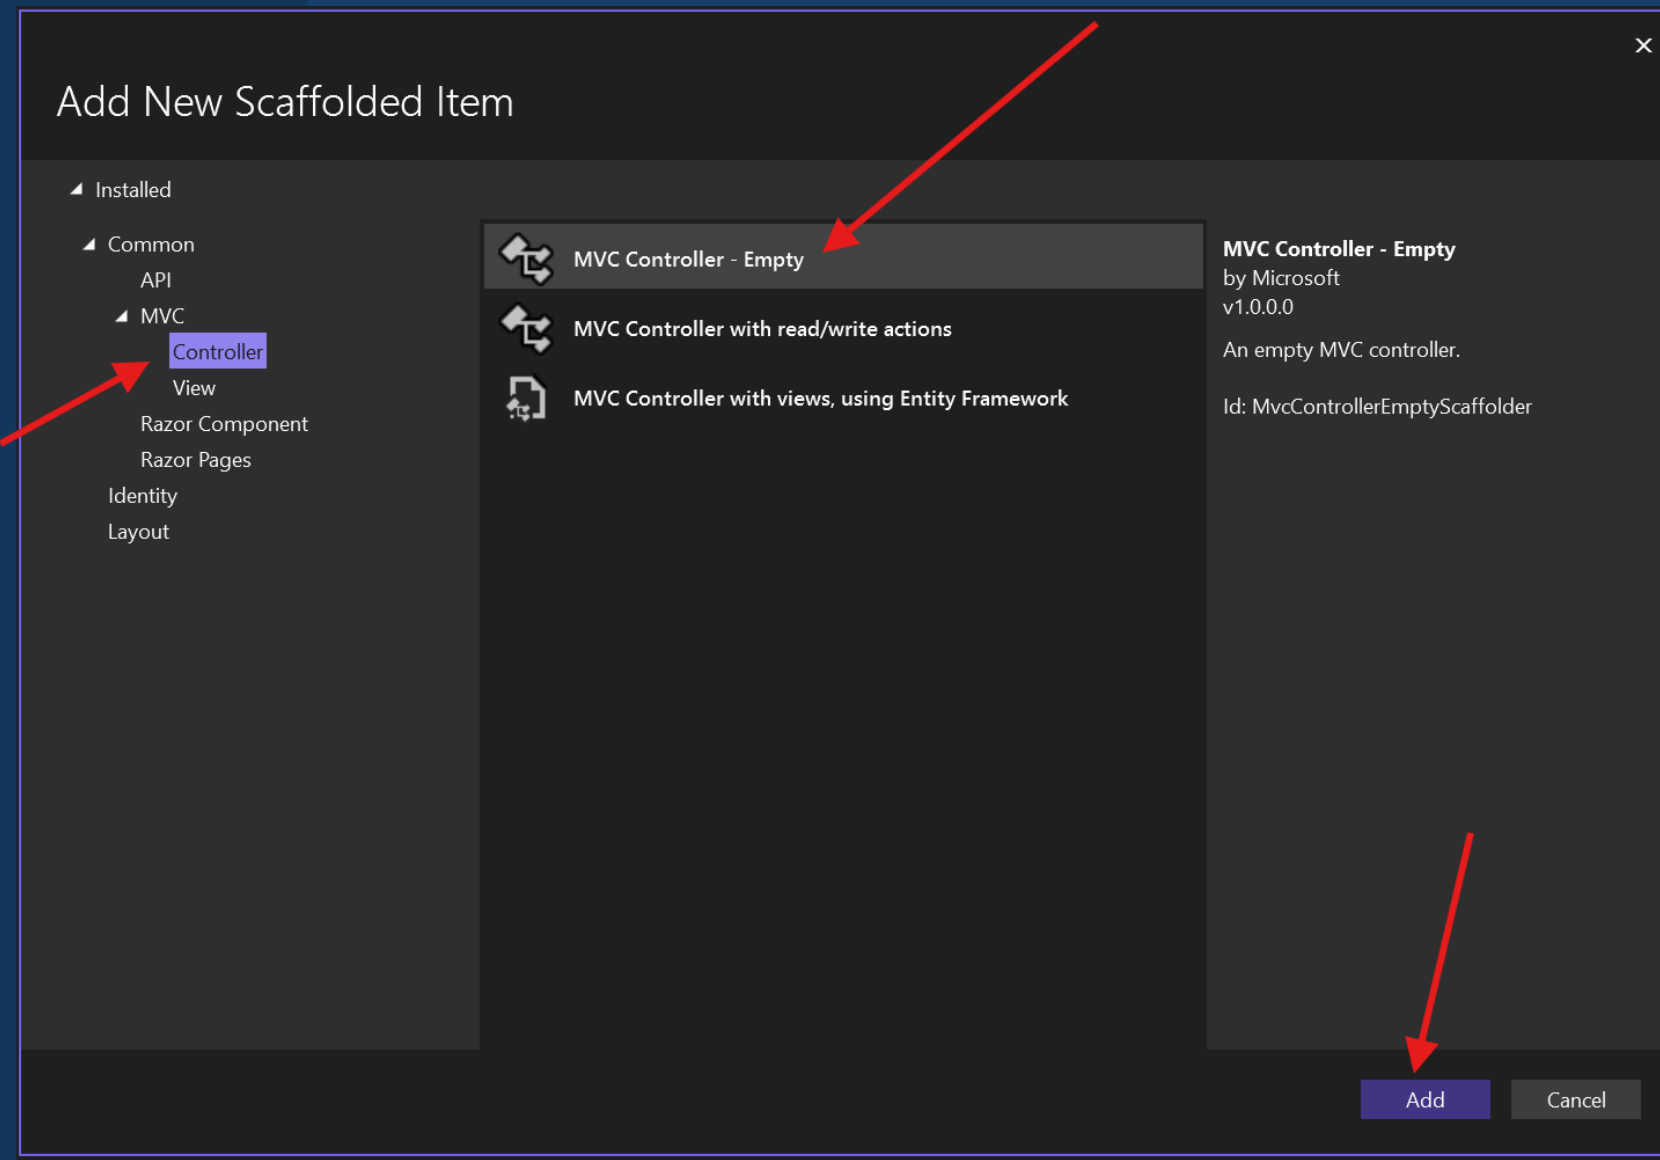 Add New Scaffolded Item
Installed
Common
API
MVC
Controller
View
Razor Component
Razor Pages
Identity
Layout
MVC Controller - Empty
MVC Controller with read/write actions
MVC Controller with views, using Entity Framework
MVC Controller - Empty
by Microsoft
v1.0.0.0
An empty MVC controller.
Id: MvcControllerEmptyScaffolder
Add
Cancel